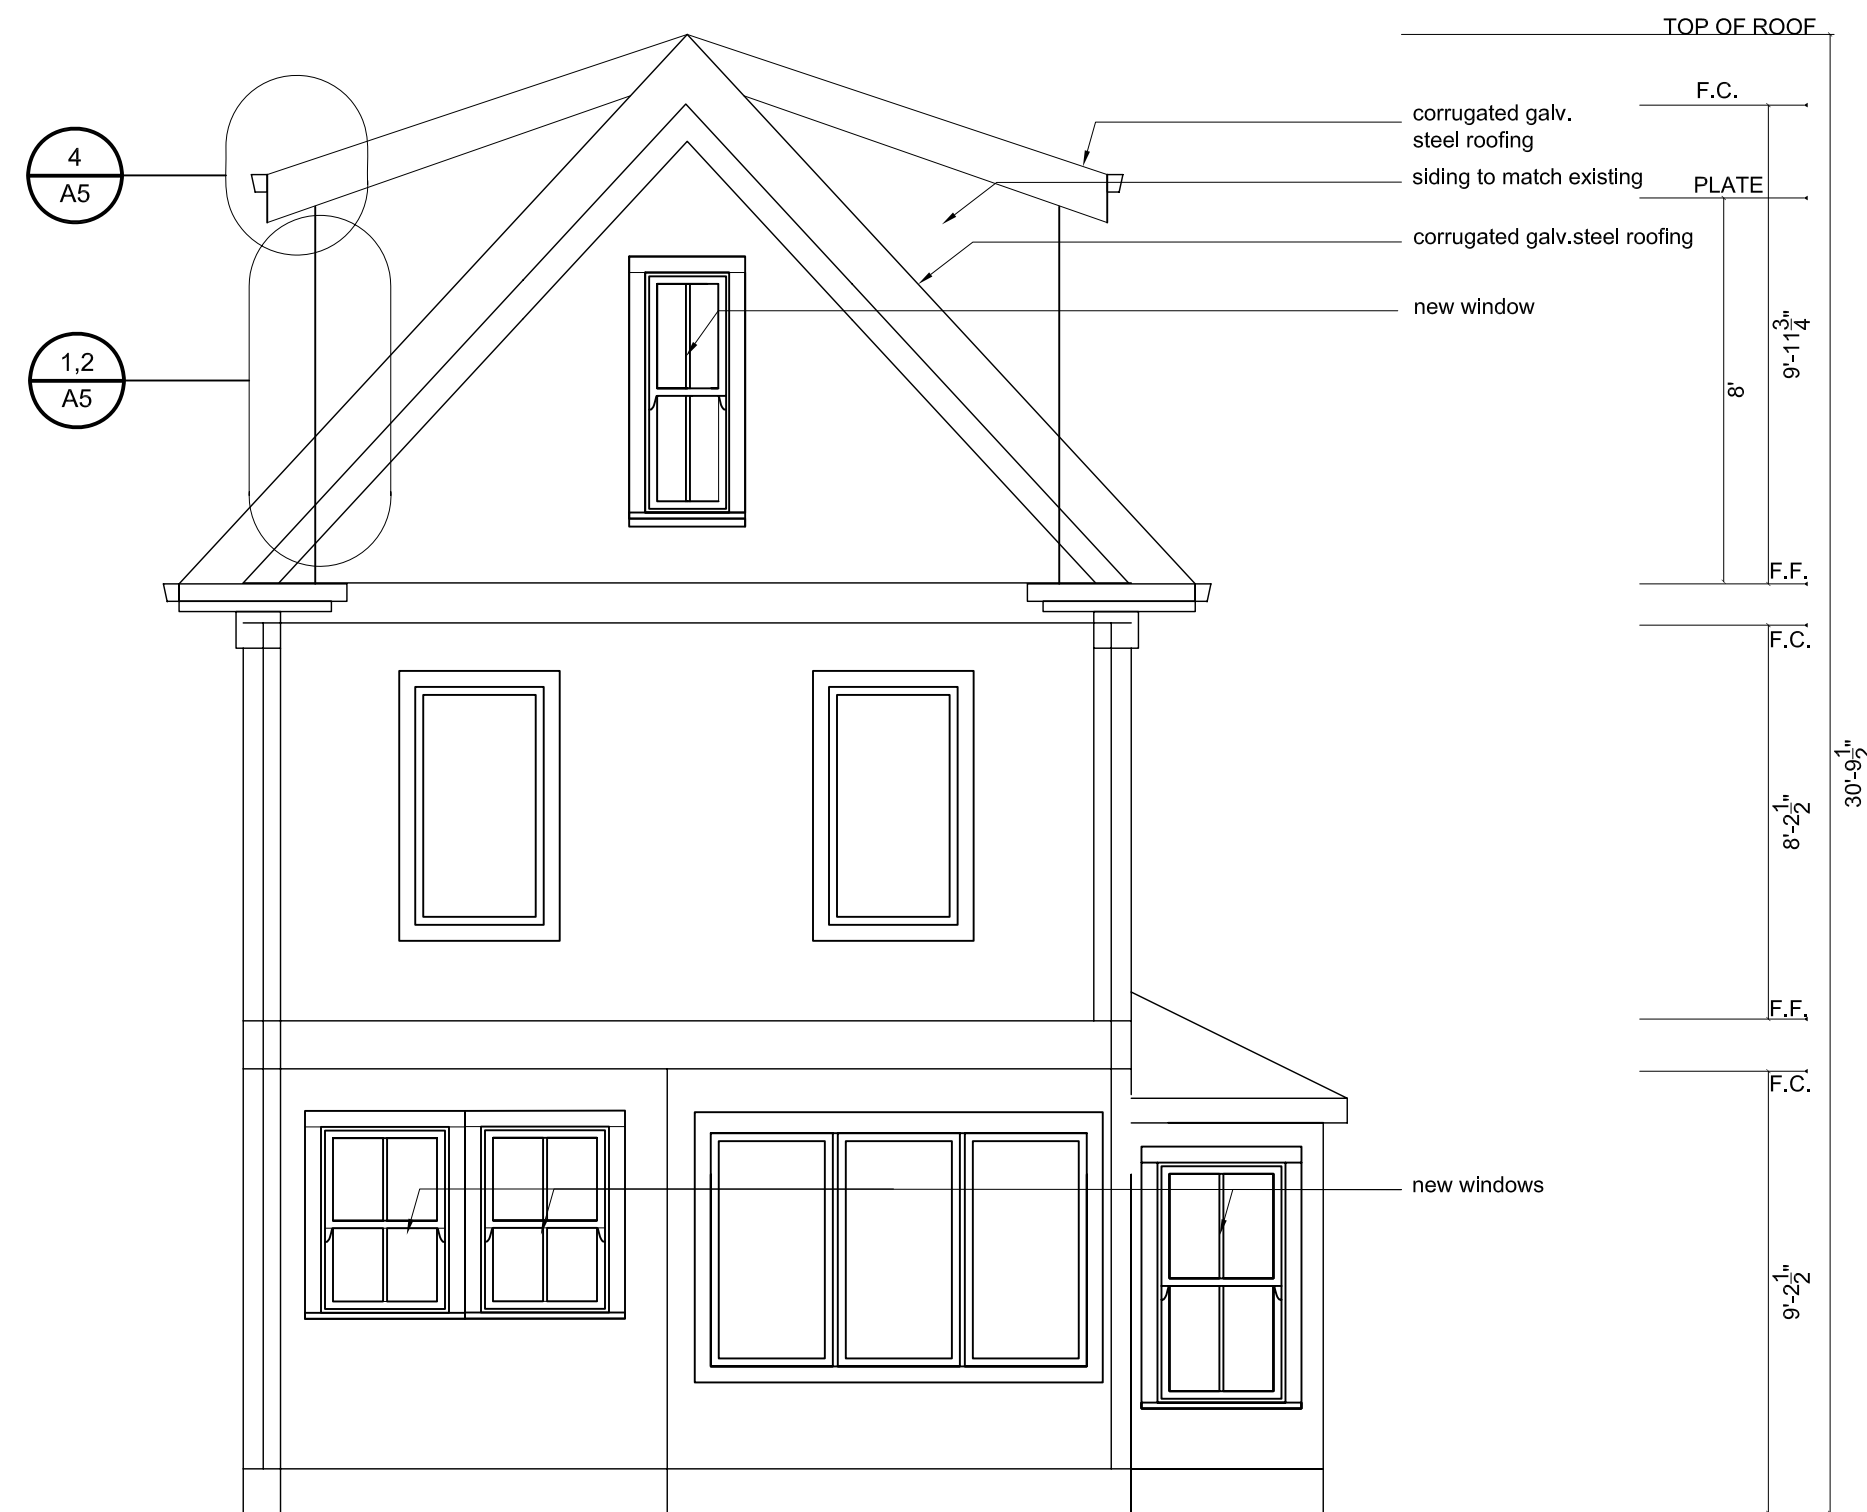 TOP OF ROOF
F.C.
corrugated galv.
steel roofing
4
A5
siding to match existing
PLATE
corrugated galv.steel roofing
new window
9'-11 3/4"
1,2
A5
8'
F.F.
F.C.
30'-9 1/2"
8'-2 1/2"
F.F.
F.C.
new windows
9'-2 1/2"